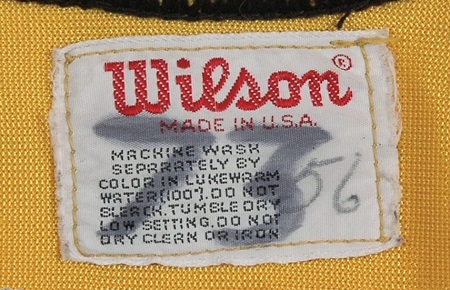 Wilson®
MADE IN U.S.A.
MACHINE WASH
SEPARATELY BY
COLOR IN LUKEWARM
WATER(100°). DO NOT
BLEACH. TUMBLE DRY
LOW SETTING. DO NOT
DRY CLEAN OR IRON
56